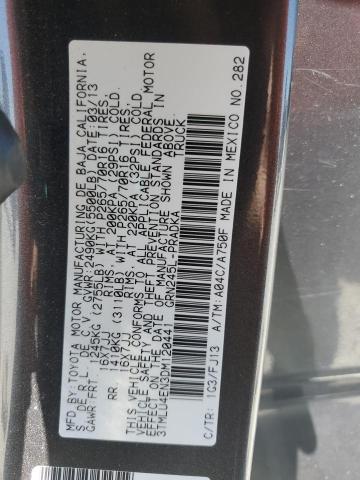 MFD. BY: TOYOTA MOTOR MANUFACTURING DE BAJA CALIFORNIA,
S. DE R.L. DE C.V. GVWR: 2490KG(5500LB) DATE: 03/13
GAWR-FRT. 1245KG (2755LB) WITH P265/70R16 TIRES,
16X7JJ RIMS, AT 200KPA (29PSI) COLD.
RR. 1410KG (3110LB) WITH P265/70R16 TIRES,
16X7JJ RIMS, AT 220KPA (32PSI) COLD.
THIS VEHICLE CONFORMS TO ALL APPLICABLE FEDERAL MOTOR
VEHICLE SAFETY AND THEFT PREVENTION STANDARDS IN
EFFECT ON THE DATE OF MANUFACTURE SHOWN ABOVE.
3TMLU4EN3DM120441 TRUCK
GRN245L-PRADKA
C/TR: 1G3/FJ13 A/TM: A04C/A750F MADE IN MEXICO NO. 282